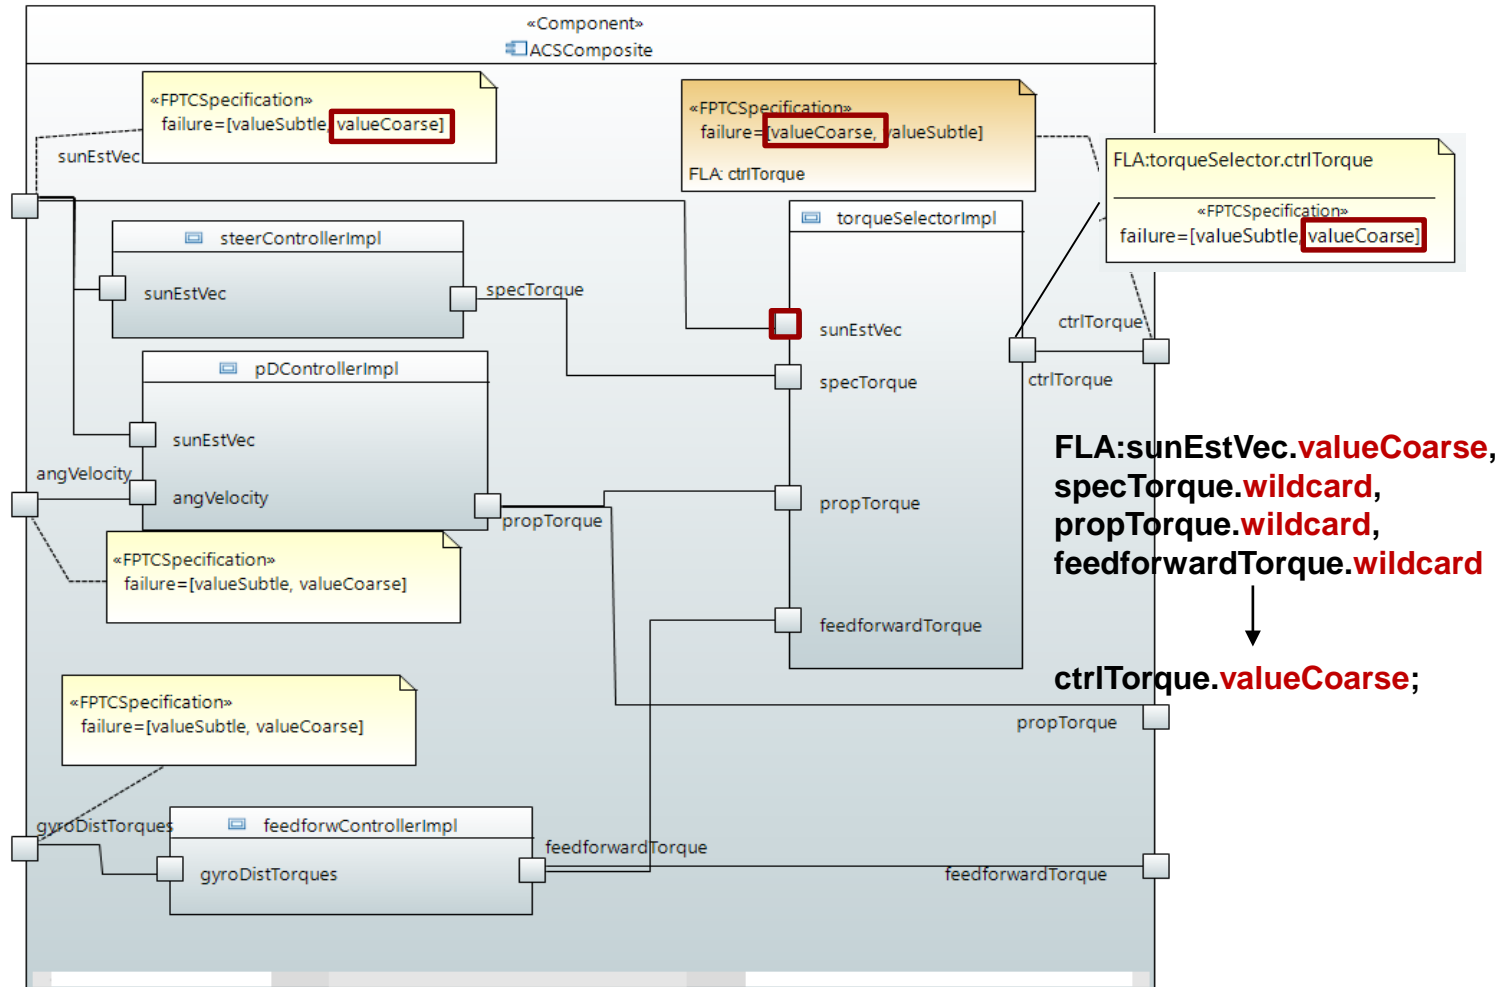 «Component»
ACSComposite
«FPTCSpecification»
failure=[valueSubtle, valueCoarse]
sunEstVec
«FPTCSpecification»
failure=[valueCoarse, valueSubtle]
FLA: ctrlTorque
FLA:torqueSelector.ctrlTorque
«FPTCSpecification»
failure=[valueSubtle, valueCoarse]
steerControllerImpl
sunEstVec
specTorque
torqueSelectorImpl
sunEstVec
specTorque
propTorque
feedforwardTorque
ctrlTorque
ctrlTorque
pDControllerImpl
sunEstVec
angVelocity
angVelocity
propTorque
«FPTCSpecification»
failure=[valueSubtle, valueCoarse]
FLA:sunEstVec.valueCoarse,
specTorque.wildcard,
propTorque.wildcard,
feedforwardTorque.wildcard
ctrlTorque.valueCoarse;
propTorque
«FPTCSpecification»
failure=[valueSubtle, valueCoarse]
gyroDistTorques
feedforwControllerImpl
gyroDistTorques
feedforwardTorque
feedforwardTorque